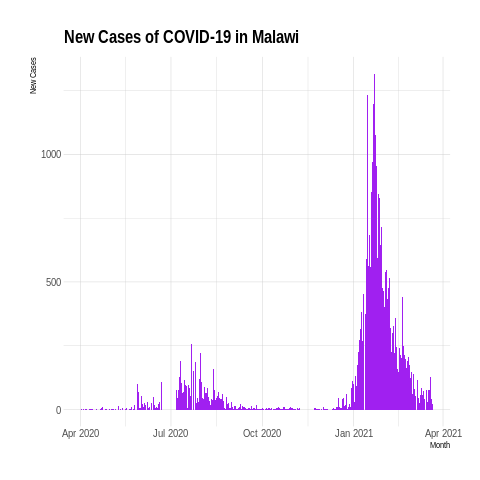 New Cases of COVID-19 in Malawi
New Cases
1000
500
0
Apr 2020 Jul 2020 Oct 2020 Jan 2021 Apr 2021
Month